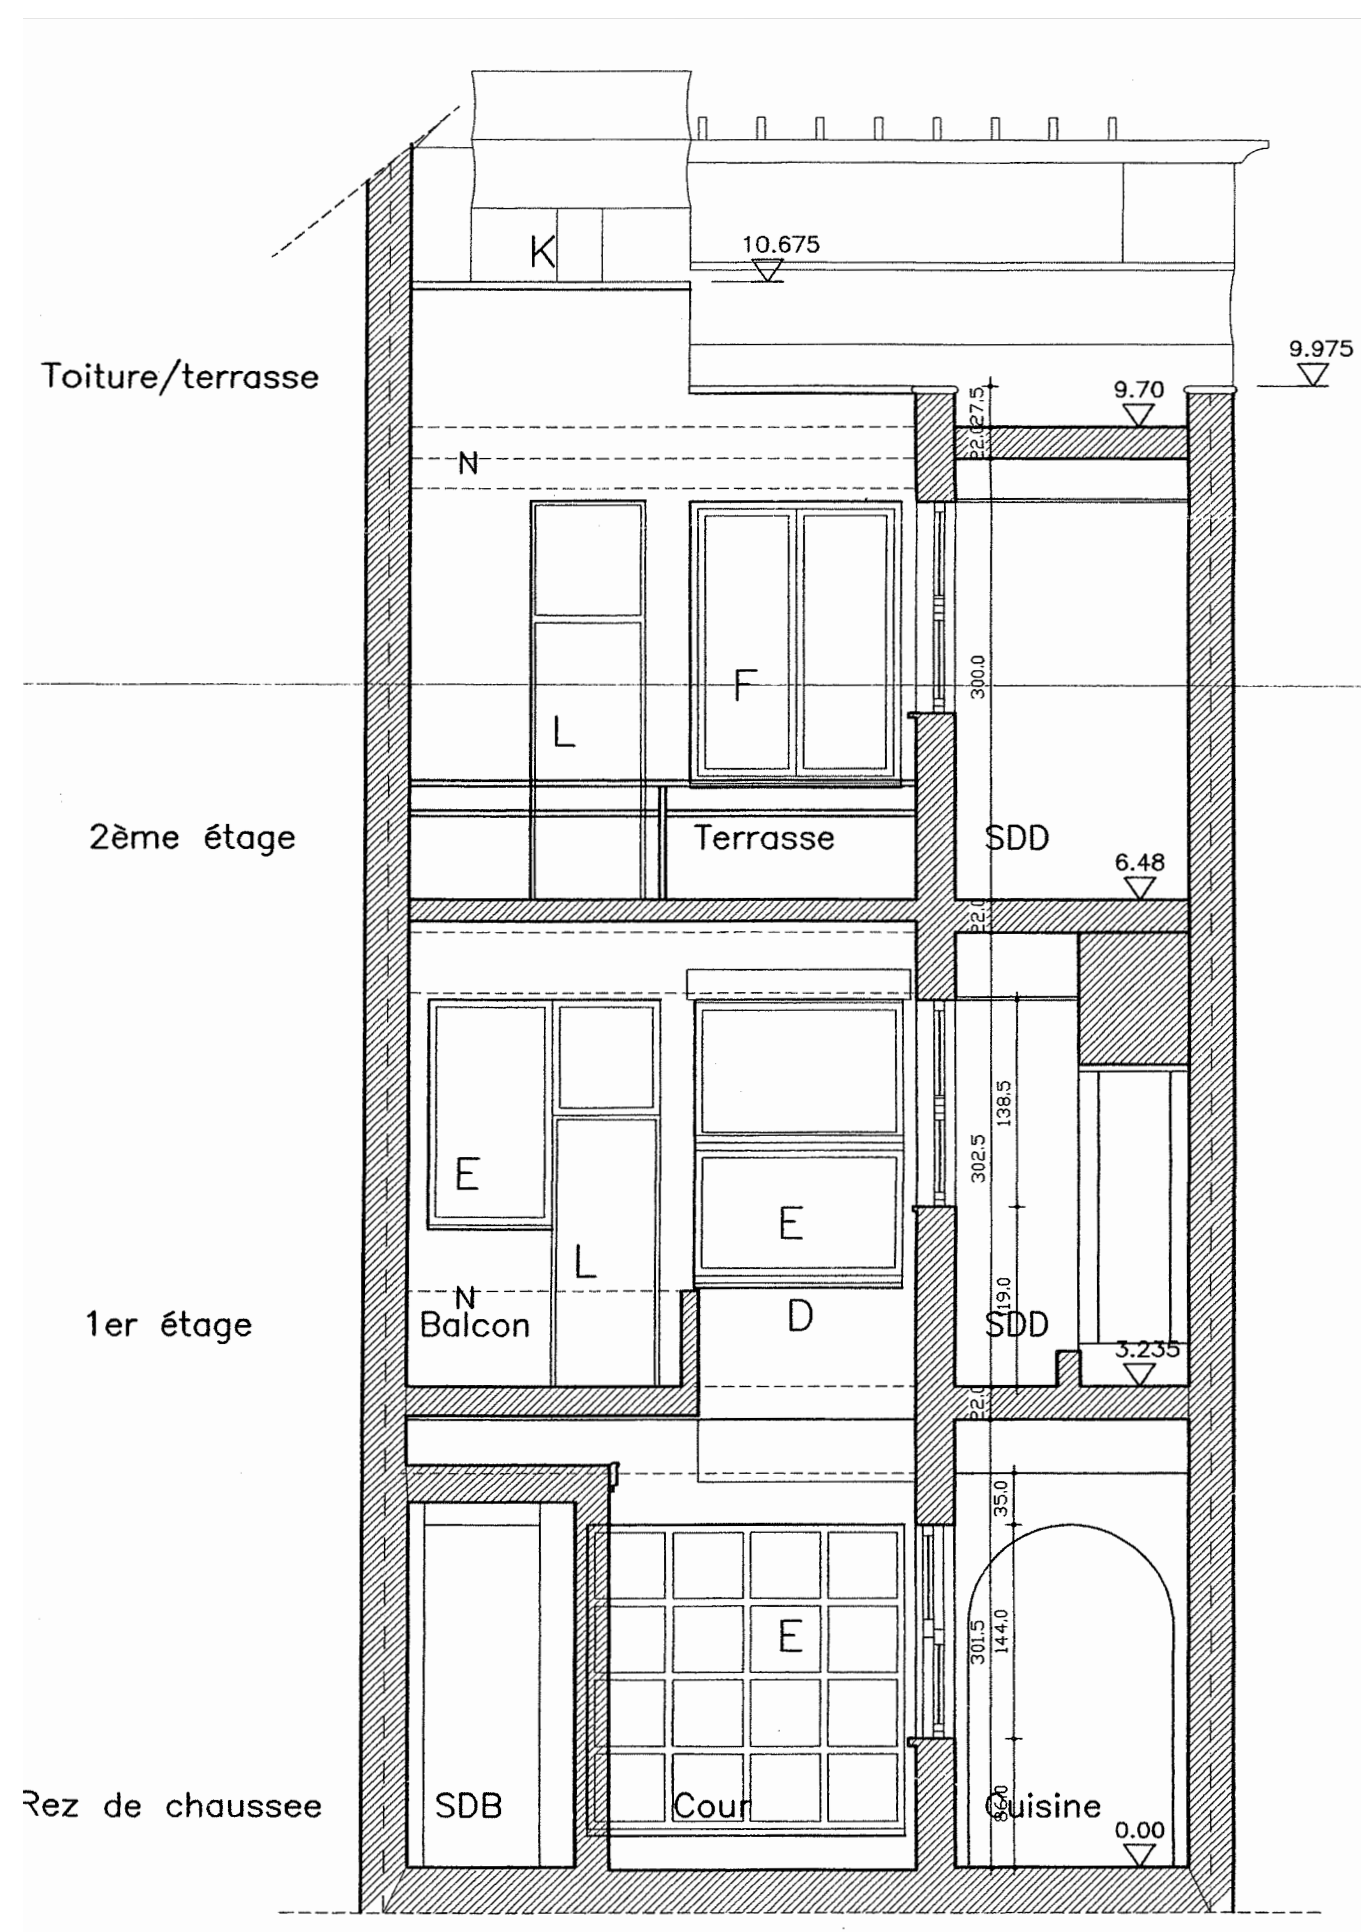 K
10.675
9.975
Toiture/terrasse
9.70
27.5
22.0
N
F
300.0
L
2ème étage
Terrasse
SDD
6.48
22.0
138.5
302.5
E
E
L
119.0
N
D
1er étage
Balcon
SDD
3.235
22.0
35.0
301.5
144.0
E
86.0
Rez de chaussee
SDB
Cour
Cuisine
0.00